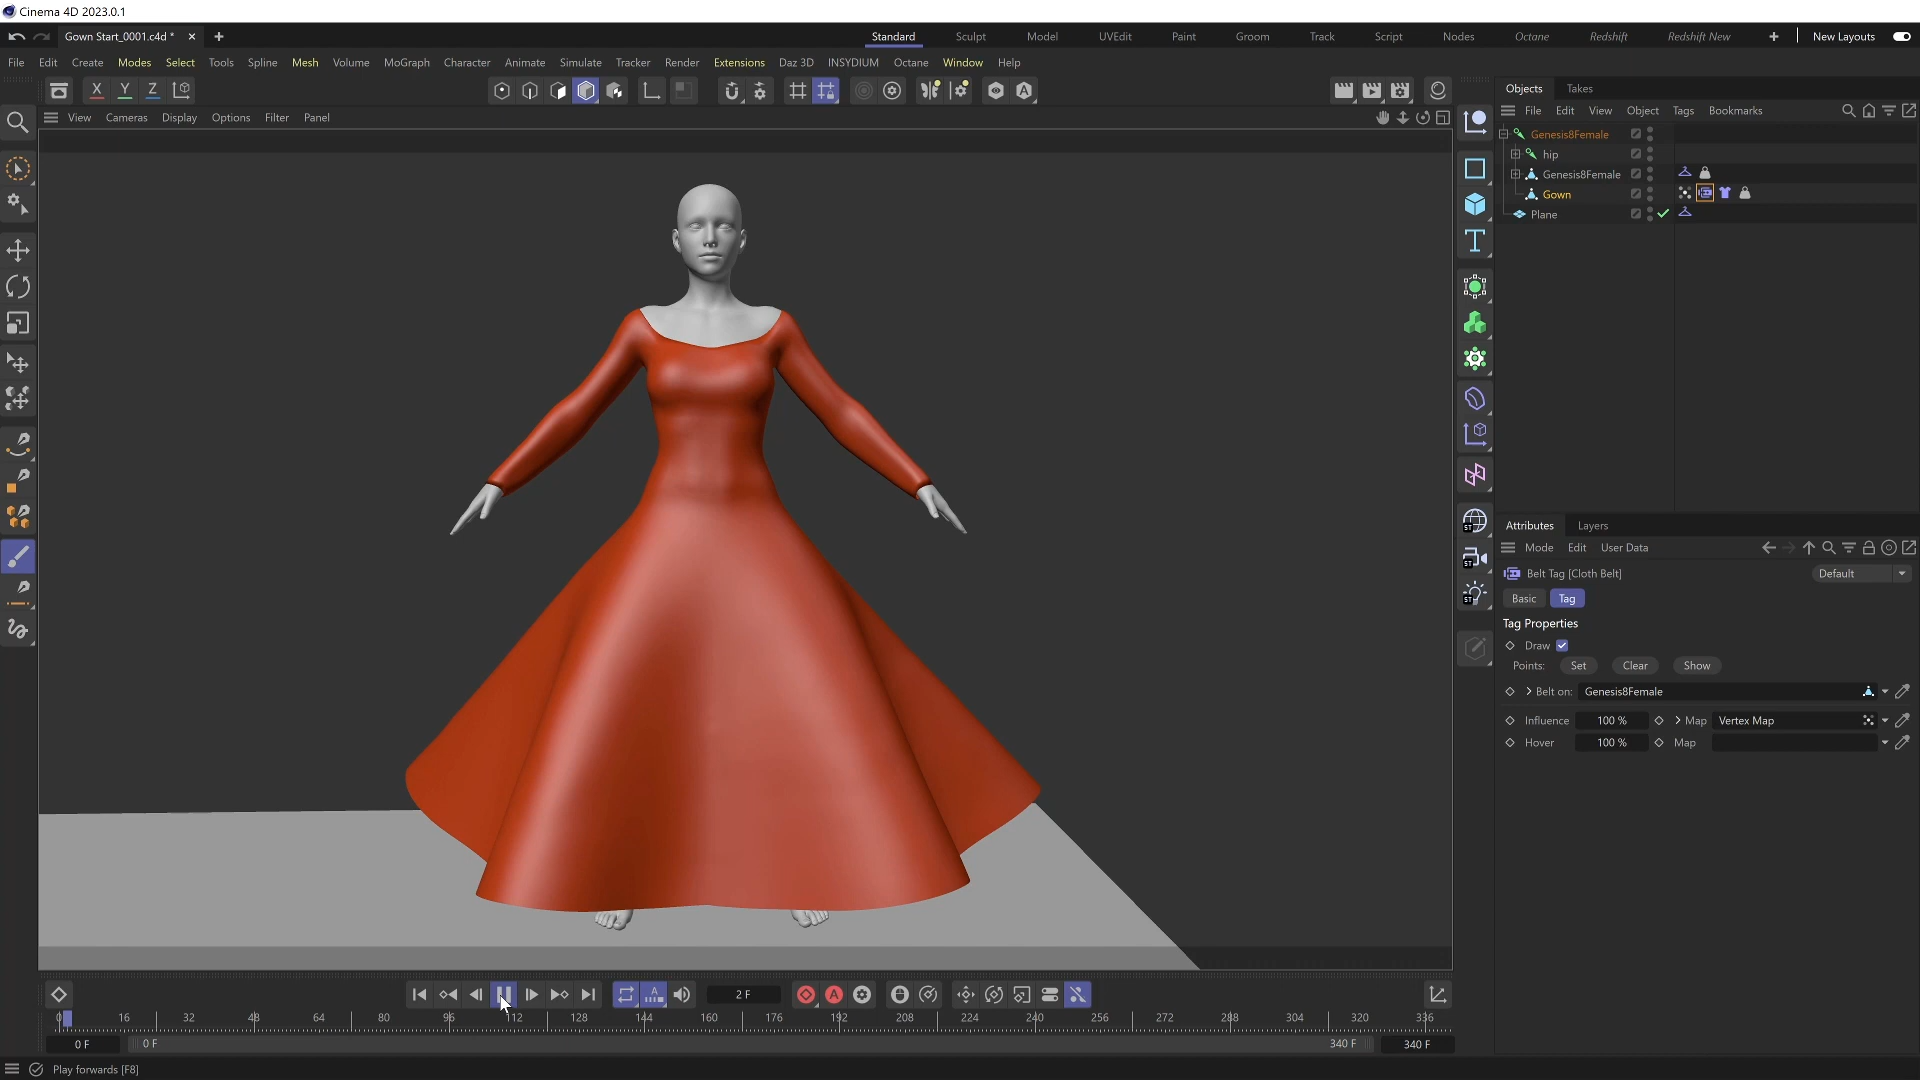 Cinema 4D 2023.0.1
Gown Start_0001.c4d *
Standard Sculpt Model UVEdit Paint Groom Track Script Nodes Octane Redshift Redshift New New Layouts
File Edit Create Modes Select Tools Spline Mesh Volume MoGraph Character Animate Simulate Tracker Render Extensions Daz 3D INSYDIUM Octane Window Help
X Y Z
Objects Takes
View Cameras Display Options Filter Panel
File Edit View Object Tags Bookmarks
Genesis8Female
hip
Genesis8Female
Gown
Plane
Attributes Layers
Mode Edit User Data
Belt Tag [Cloth Belt] Default
Basic Tag
Tag Properties
Draw
Points: Set Clear Show
Belt on: Genesis8Female
Influence 100 % Map Vertex Map
Hover 100 % Map
2 F
0 16 32 48 64 80 96 112 128 144 160 176 192 208 224 240 256 272 288 304 320 336
0 F 0 F 340 F 340 F
Play forwards [F8]